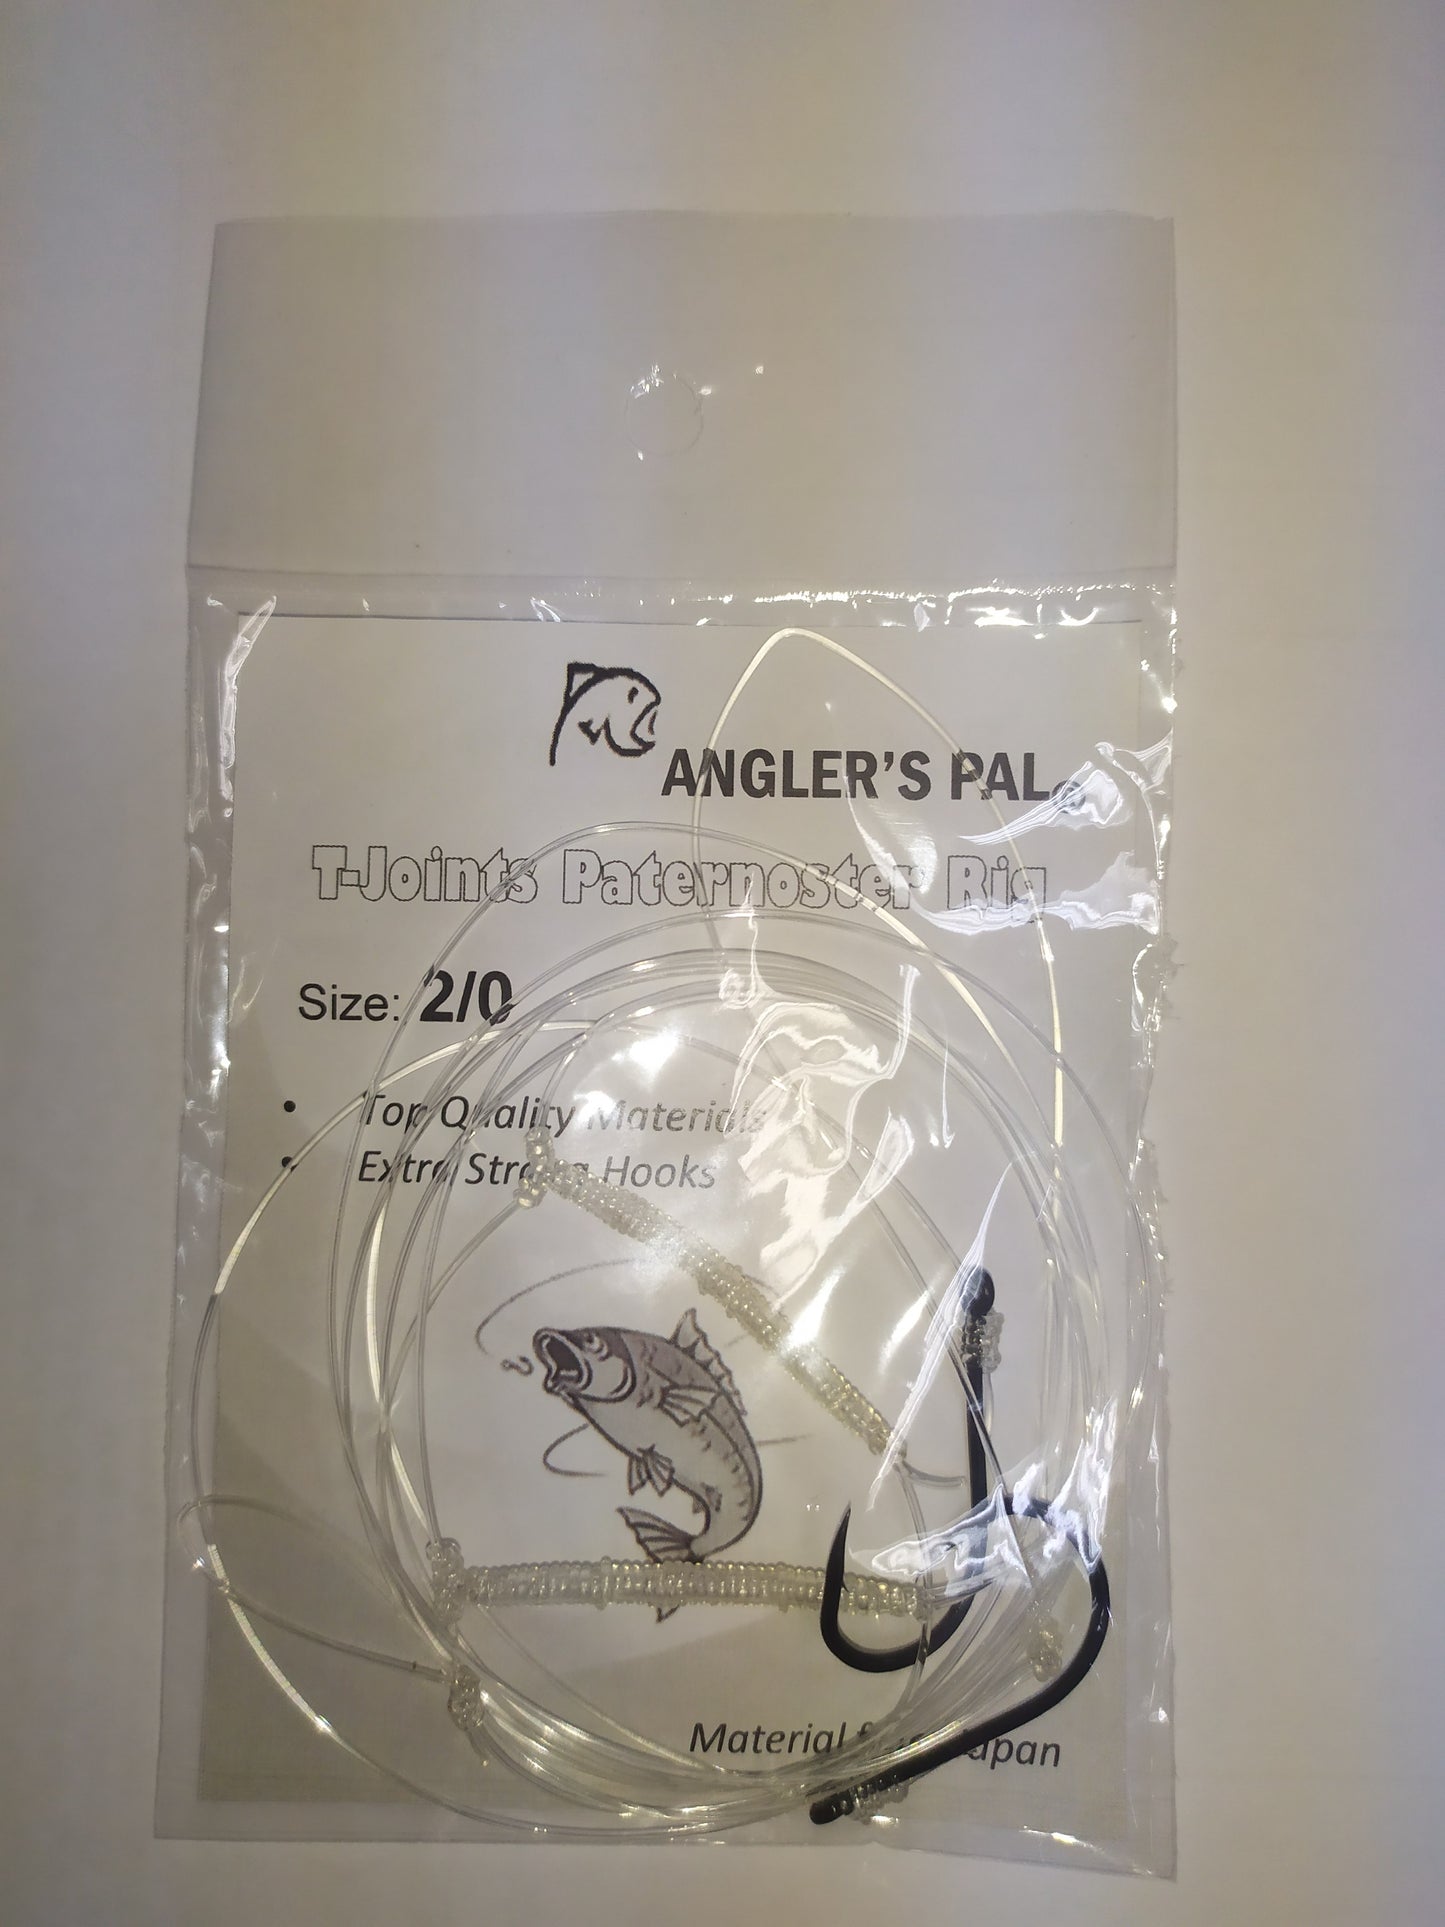 ANGLER'S PAL®
T-Joints Paternoster Rig
Size: 2/0
• Top Quality Materials
• Extra Strong Hooks
Material from Japan